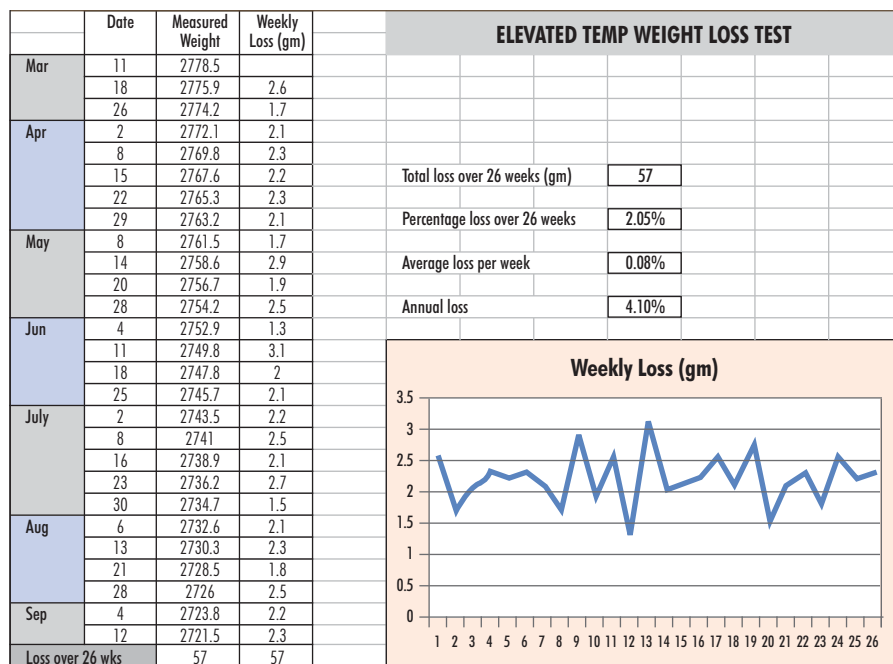 Date Measured Weight Weekly Loss (gm)
ELEVATED TEMP WEIGHT LOSS TEST
Mar 11 2778.5
18 2775.9 2.6
26 2774.2 1.7
Apr 2 2772.1 2.1
8 2769.8 2.3
15 2767.6 2.2
22 2765.3 2.3
29 2763.2 2.1
May 8 2761.5 1.7
14 2758.6 2.9
20 2756.7 1.9
28 2754.2 2.5
Jun 4 2752.9 1.3
11 2749.8 3.1
18 2747.8 2
25 2745.7 2.1
July 2 2743.5 2.2
8 2741 2.5
16 2738.9 2.1
23 2736.2 2.7
30 2734.7 1.5
Aug 6 2732.6 2.1
13 2730.3 2.3
21 2728.5 1.8
28 2726 2.5
Sep 4 2723.8 2.2
12 2721.5 2.3
Loss over 26 wks 57 57
Total loss over 26 weeks (gm) 57
Percentage loss over 26 weeks 2.05%
Average loss per week 0.08%
Annual loss 4.10%
Weekly Loss (gm)
3.5
3
2.5
2
1.5
1
0.5
0
1 2 3 4 5 6 7 8 9 10 11 12 13 14 15 16 17 18 19 20 21 22 23 24 25 26